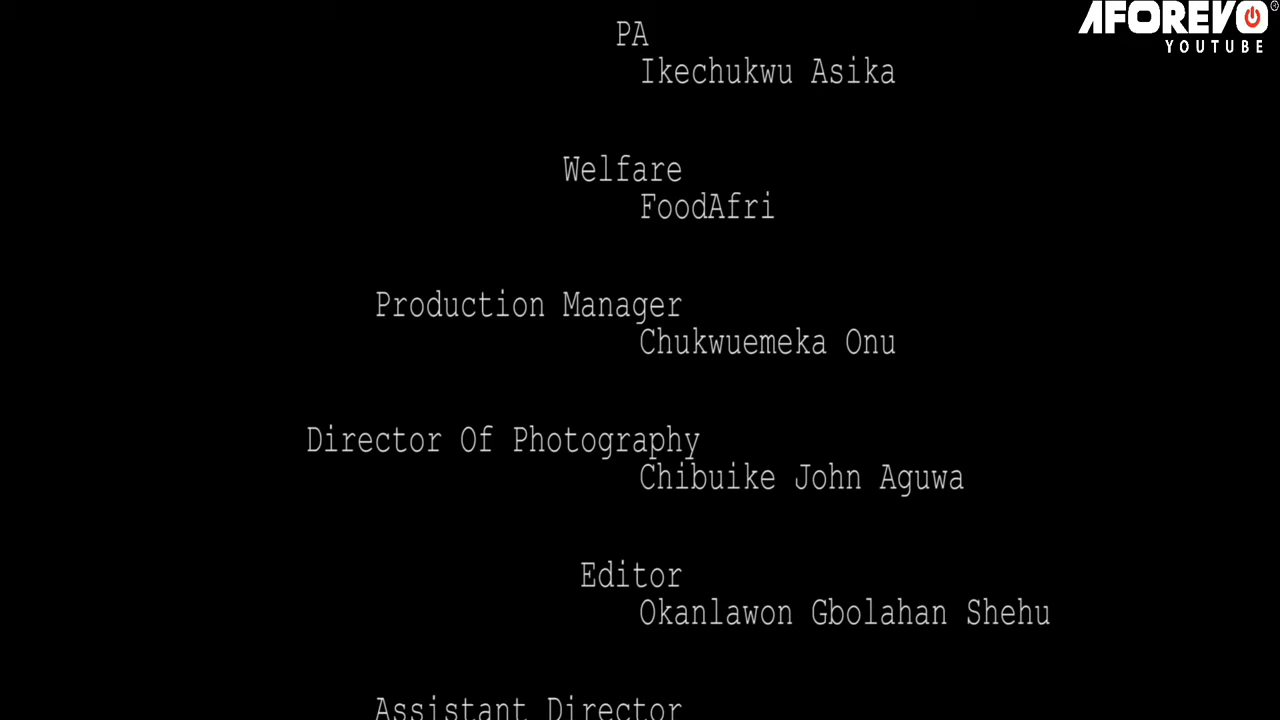 AFOREVO
YOUTUBE
PA
Ikechukwu Asika
Welfare
FoodAfri
Production Manager
Chukwuemeka Onu
Director Of Photography
Chibuike John Aguwa
Editor
Okanlawon Gbolahan Shehu
Assistant Director